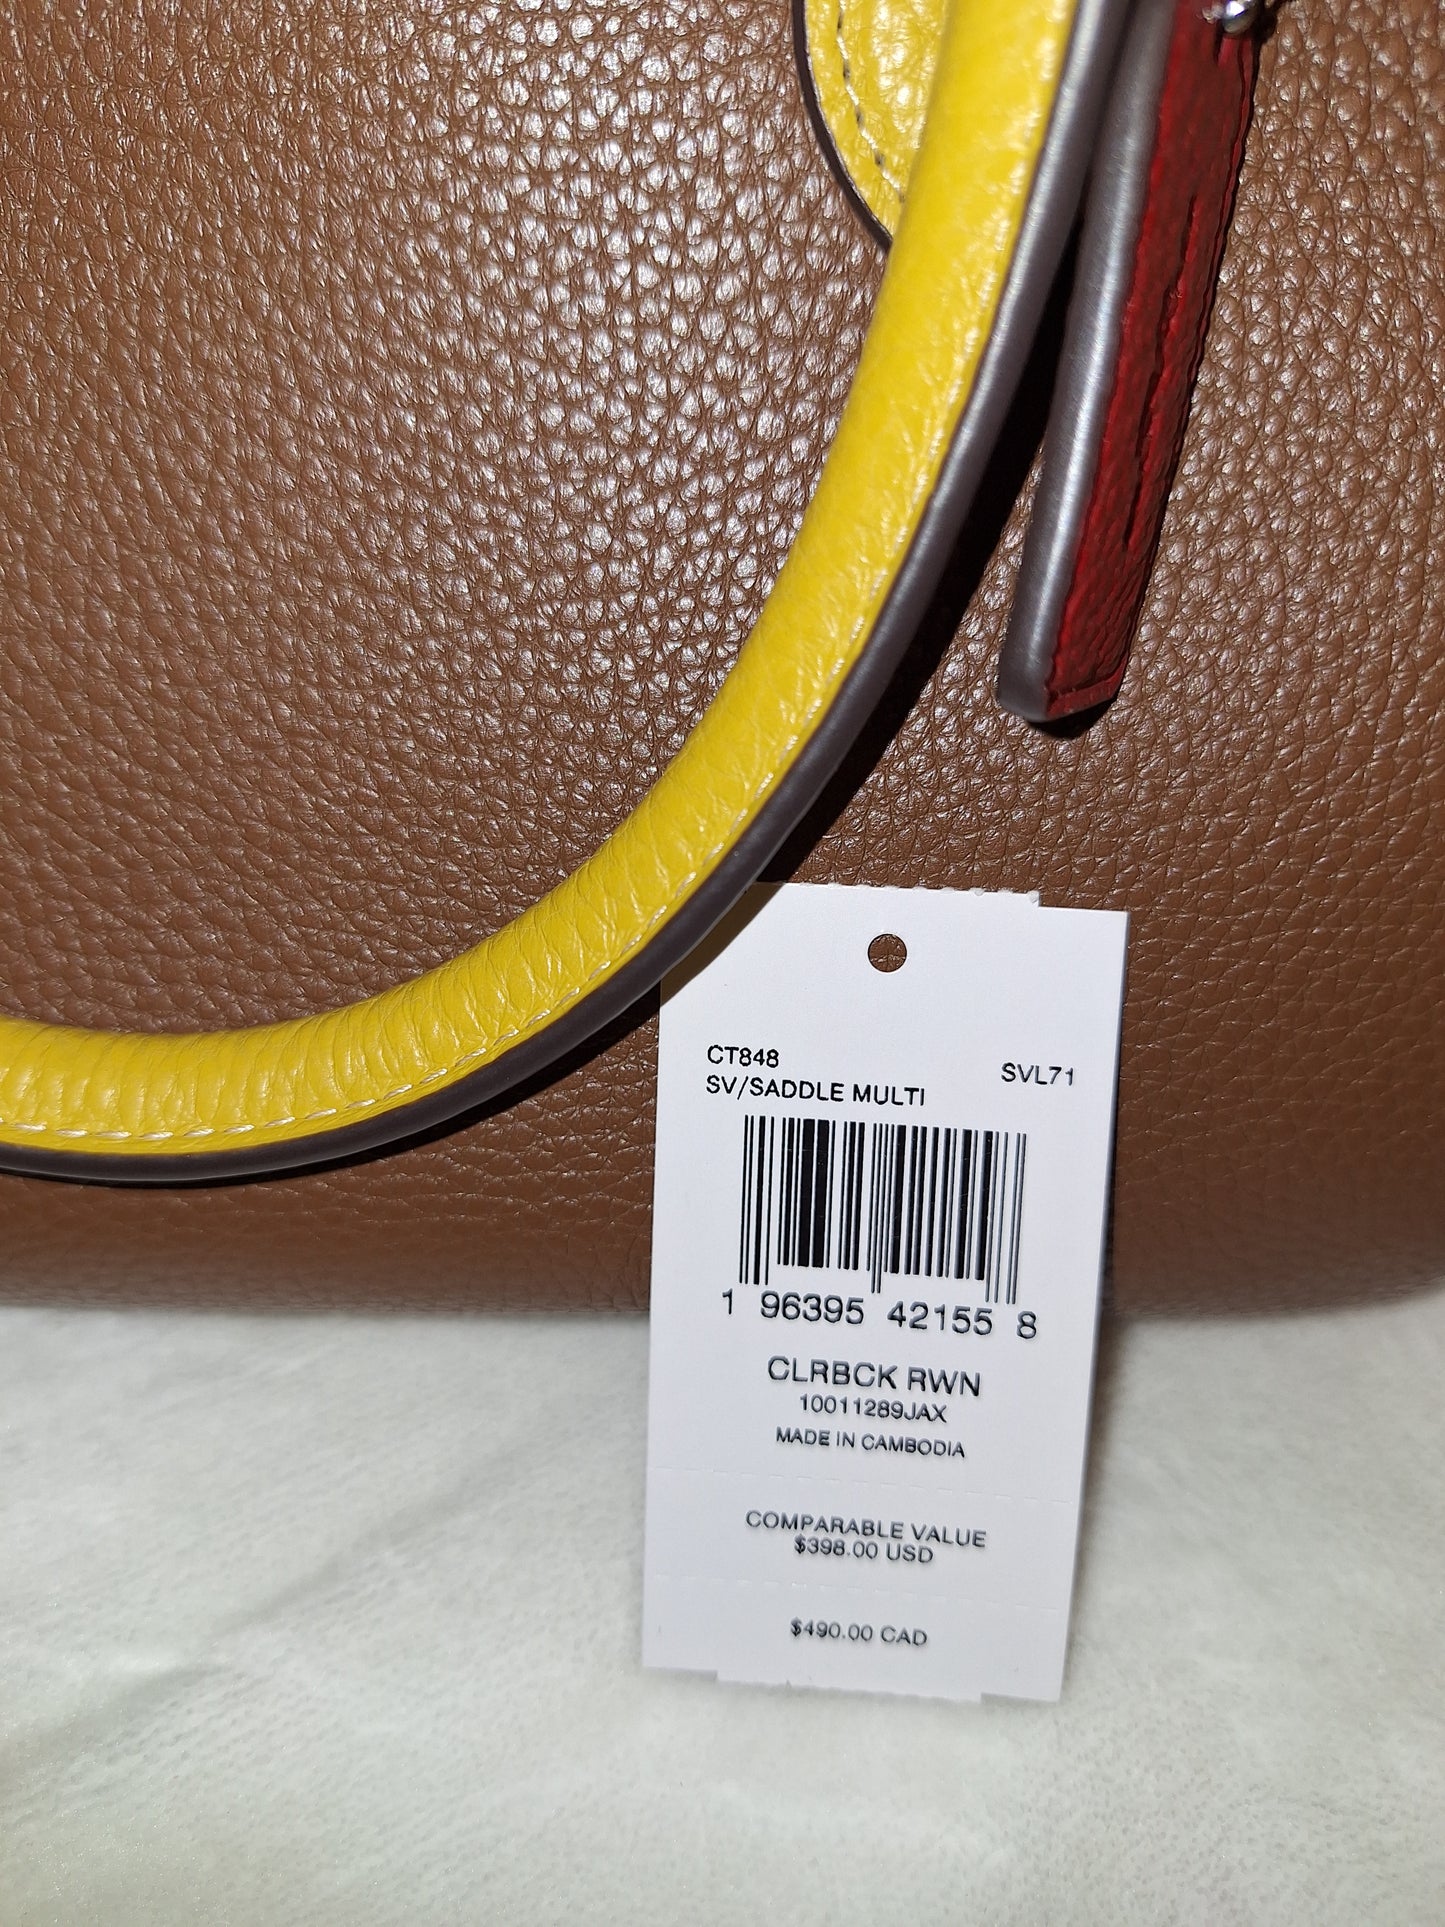 CT848
SV/SADDLE MULTI SVL71
1 96395 42155 8
CLRBCK RWN
10011289JAX
MADE IN CAMBODIA
COMPARABLE VALUE
$398.00 USD
$490.00 CAD